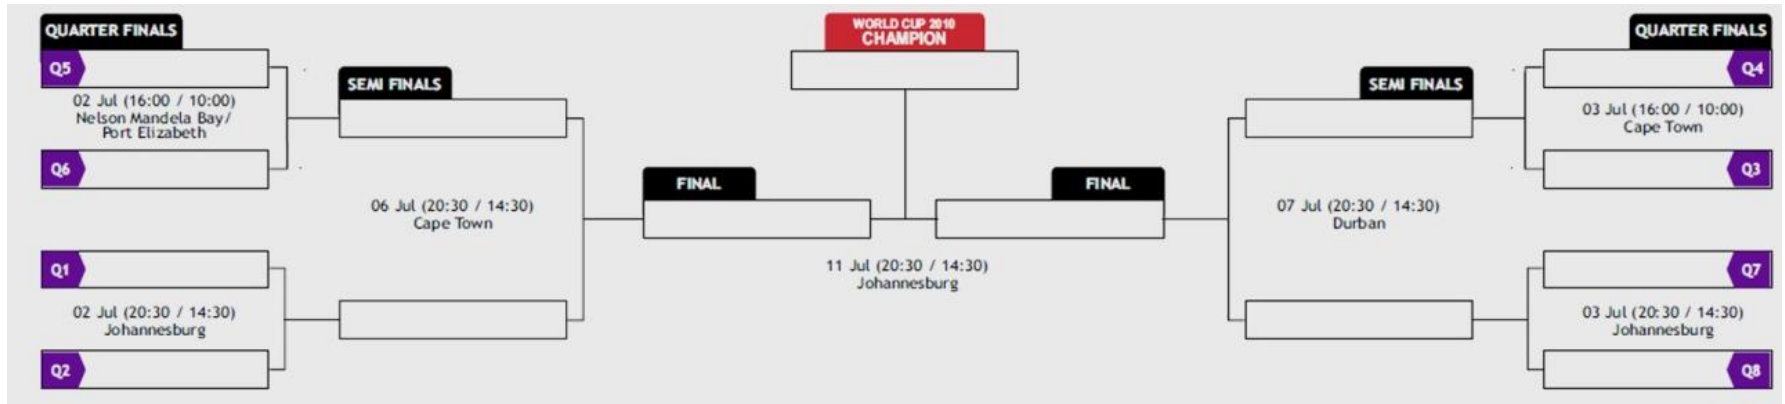 QUARTER FINALS
Q5
02 Jul (16:00 / 10:00)
Nelson Mandela Bay/
Port Elizabeth
Q6
Q1
02 Jul (20:30 / 14:30)
Johannesburg
Q2
SEMI FINALS
06 Jul (20:30 / 14:30)
Cape Town
FINAL
WORLD CUP 2010
CHAMPION
11 Jul (20:30 / 14:30)
Johannesburg
FINAL
SEMI FINALS
07 Jul (20:30 / 14:30)
Durban
QUARTER FINALS
Q4
03 Jul (16:00 / 10:00)
Cape Town
Q3
Q7
03 Jul (20:30 / 14:30)
Johannesburg
Q8